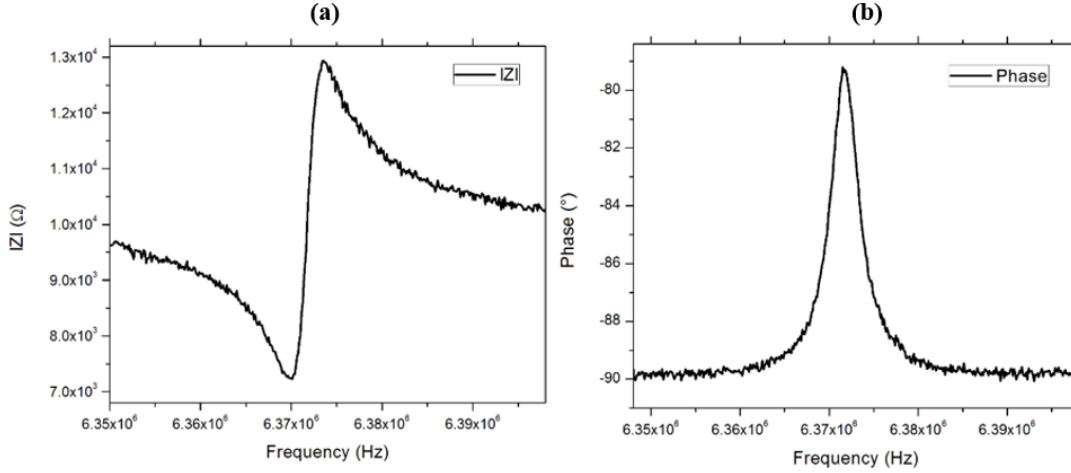 (a)
IZI
1.3x10⁴
1.2x10⁴
1.1x10⁴
1.0x10⁴
9.0x10³
8.0x10³
7.0x10³
IZI (Ω)
6.35x10⁶ 6.36x10⁶ 6.37x10⁶ 6.38x10⁶ 6.39x10⁶
Frequency (Hz)
(b)
Phase
-80
-82
-84
-86
-88
-90
Phase (°)
6.35x10⁶ 6.36x10⁶ 6.37x10⁶ 6.38x10⁶ 6.39x10⁶
Frequency (Hz)